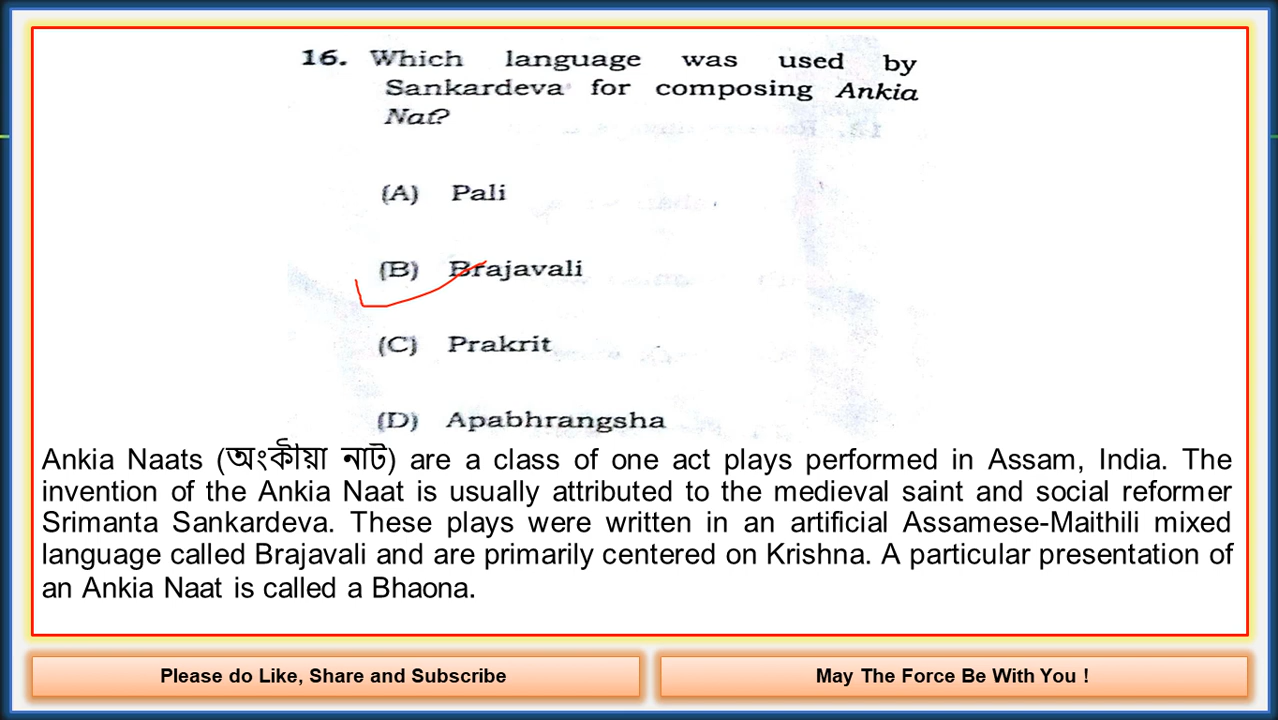 16. Which language was used by
Sankardeva for composing Ankia
Nat?
(A) Pali
(B) Brajavali
(C) Prakrit
(D) Apabhrangsha
Ankia Naats (অংকীয়া নাট) are a class of one act plays performed in Assam, India. The
invention of the Ankia Naat is usually attributed to the medieval saint and social reformer
Srimanta Sankardeva. These plays were written in an artificial Assamese-Maithili mixed
language called Brajavali and are primarily centered on Krishna. A particular presentation of
an Ankia Naat is called a Bhaona.
Please do Like, Share and Subscribe
May The Force Be With You !